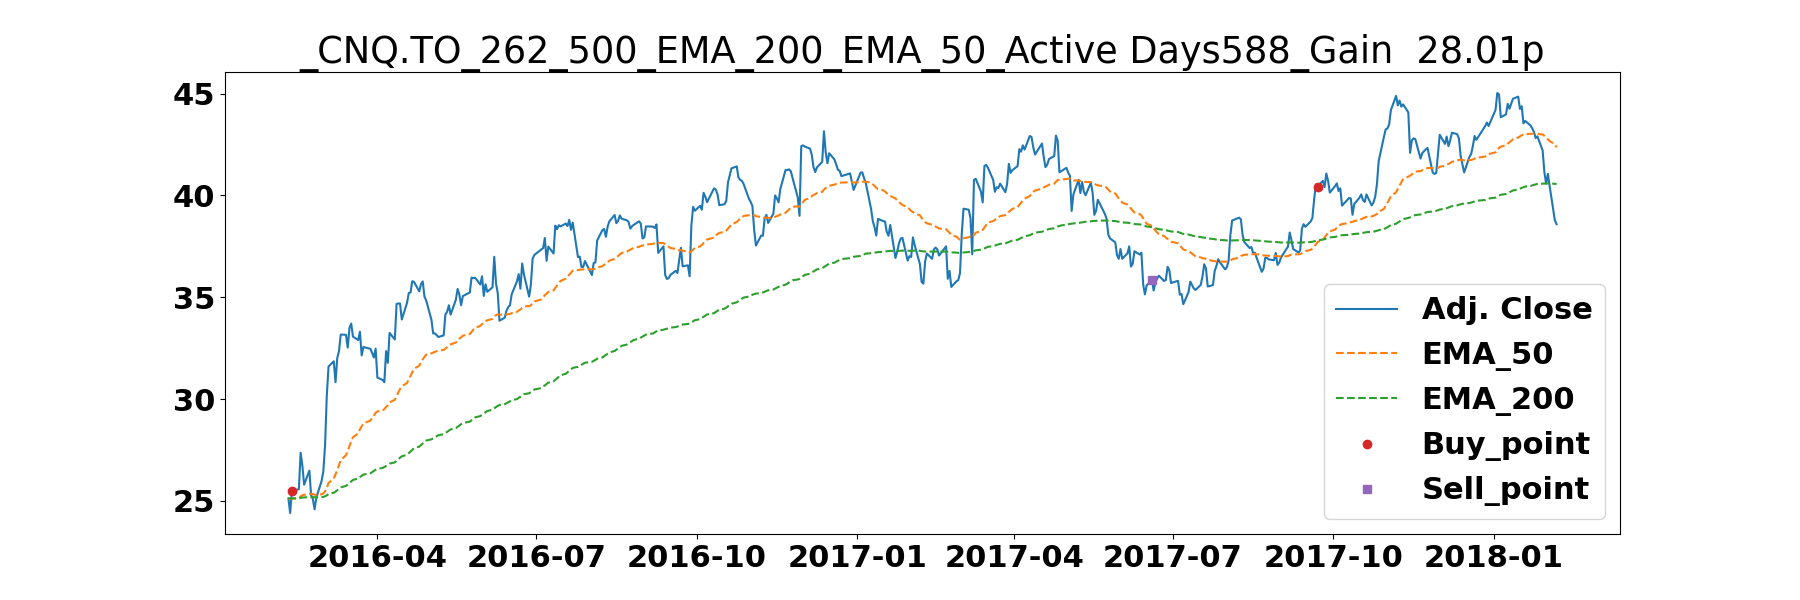 _CNQ.TO_262_500_EMA_200_EMA_50_Active Days588_Gain  28.01p
45
40
35
30
25
Adj. Close
EMA_50
EMA_200
Buy_point
Sell_point
2016-04 2016-07 2016-10 2017-01 2017-04 2017-07 2017-10 2018-01